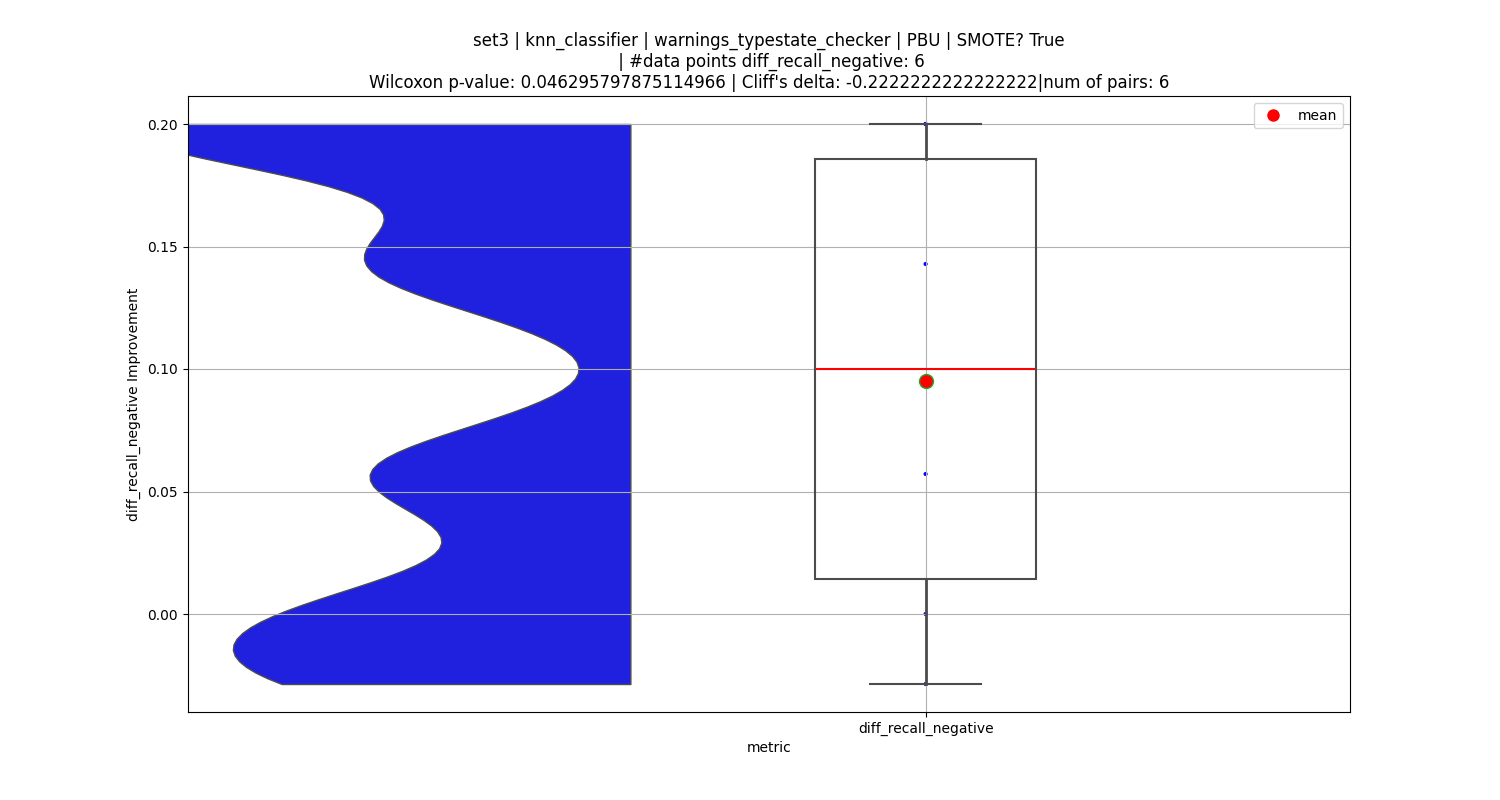 set3 | knn_classifier | warnings_typestate_checker | PBU | SMOTE? True
| #data points diff_recall_negative: 6
Wilcoxon p-value: 0.046295797875114966 | Cliff's delta: -0.2222222222222222|num of pairs: 6
mean
0.20
0.15
0.10
0.05
0.00
diff_recall_negative Improvement
diff_recall_negative
metric